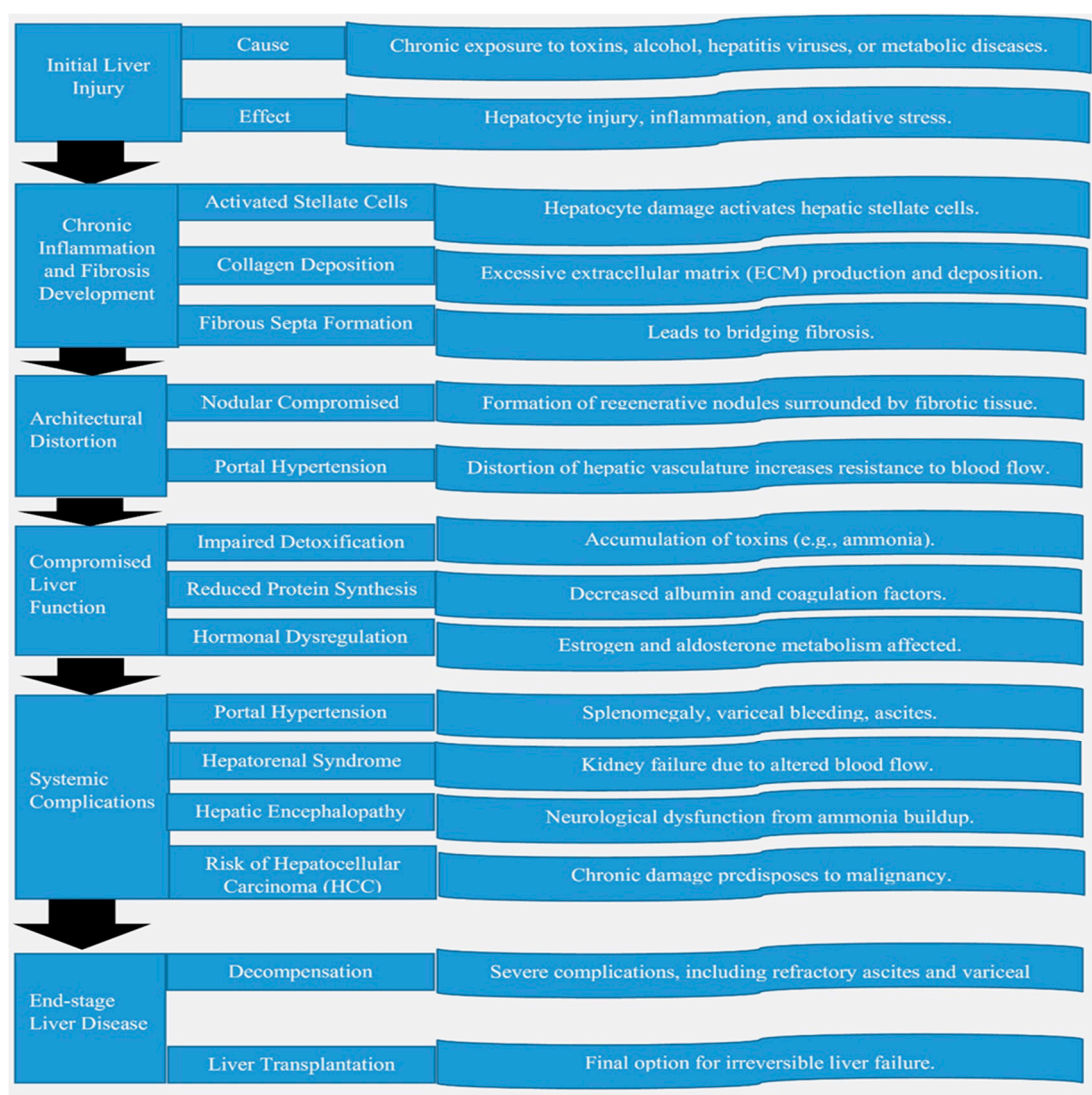 Initial Liver
Injury
Cause
Chronic exposure to toxins, alcohol, hepatitis viruses, or metabolic diseases.
Effect
Hepatocyte injury, inflammation, and oxidative stress.
Chronic
Inflammation
and Fibrosis
Development
Activated Stellate Cells
Hepatocyte damage activates hepatic stellate cells.
Collagen Deposition
Excessive extracellular matrix (ECM) production and deposition.
Fibrous Septa Formation
Leads to bridging fibrosis.
Architectural
Distortion
Nodular Compromised
Formation of regenerative nodules surrounded by fibrotic tissue.
Portal Hypertension
Distortion of hepatic vasculature increases resistance to blood flow.
Compromised
Liver
Function
Impaired Detoxification
Accumulation of toxins (e.g., ammonia).
Reduced Protein Synthesis
Decreased albumin and coagulation factors.
Hormonal Dysregulation
Estrogen and aldosterone metabolism affected.
Systemic
Complications
Portal Hypertension
Splenomegaly, variceal bleeding, ascites.
Hepatorenal Syndrome
Kidney failure due to altered blood flow.
Hepatic Encephalopathy
Neurological dysfunction from ammonia buildup.
Risk of Hepatocellular
Carcinoma (HCC)
Chronic damage predisposes to malignancy.
End-stage
Liver Disease
Decompensation
Severe complications, including refractory ascites and variceal
Liver Transplantation
Final option for irreversible liver failure.